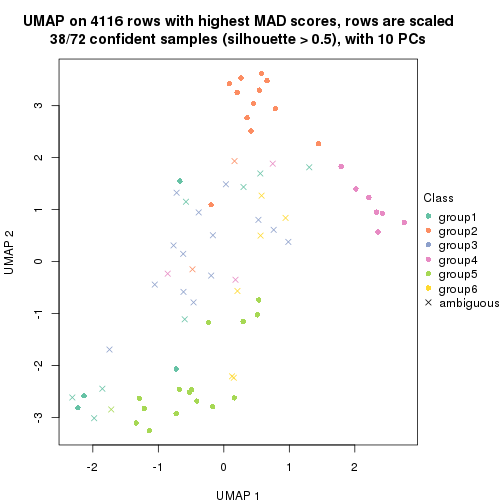 UMAP on 4116 rows with highest MAD scores, rows are scaled
38/72 confident samples (silhouette > 0.5), with 10 PCs
3
2
1
0
-1
-2
-3
UMAP 2
-2
-1
0
1
2
UMAP 1
Class
group1
group2
group3
group4
group5
group6
ambiguous